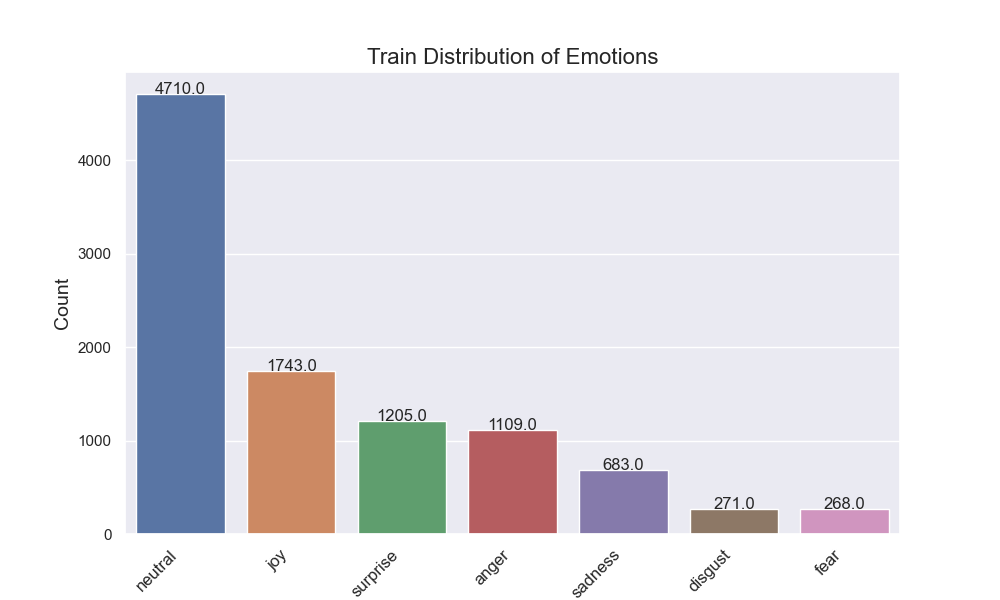 Train Distribution of Emotions
4710.0
4000
3000
Count
2000
1743.0
1205.0
1109.0
1000
683.0
271.0
268.0
0
neutral
joy
surprise
anger
sadness
disgust
fear